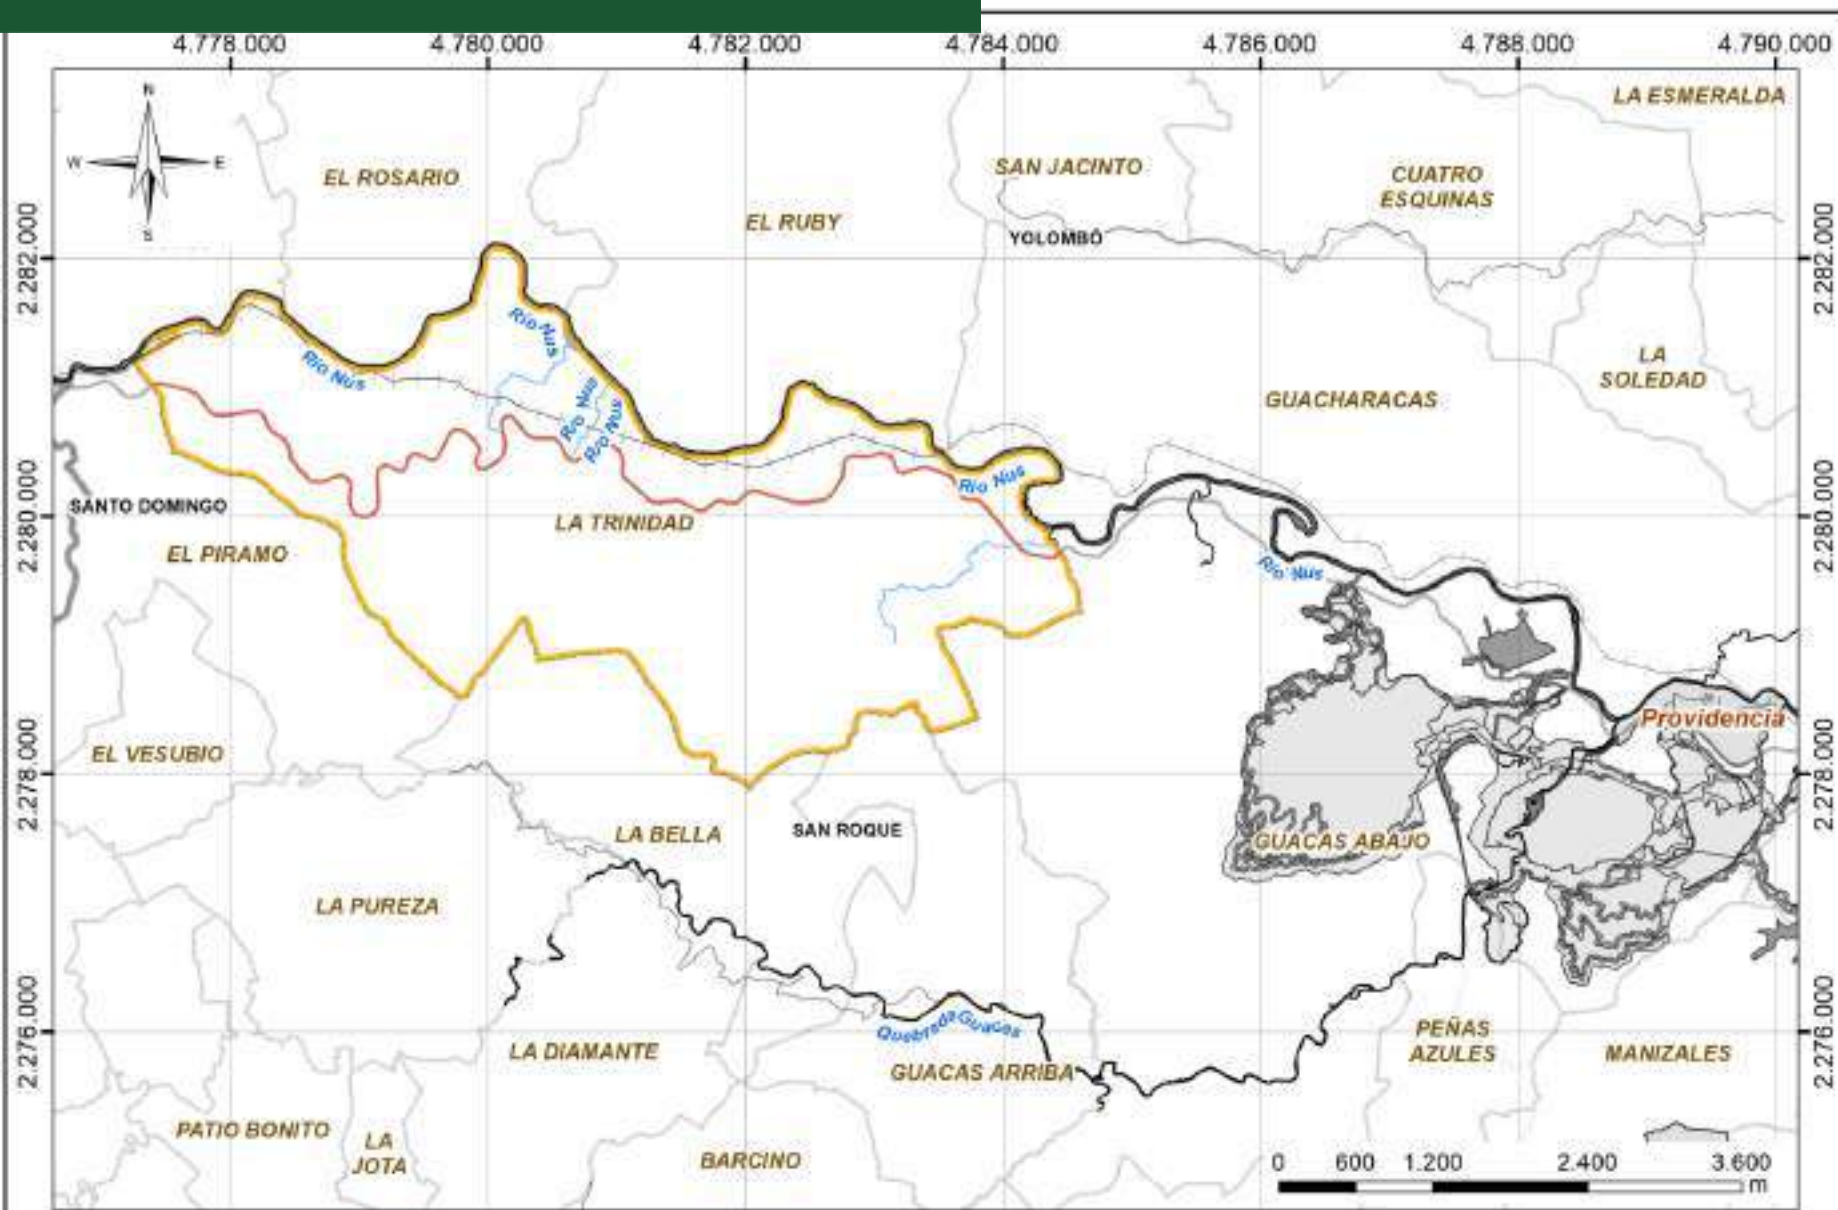 4.778.000 4.780.000 4.782.000 4.784.000 4.786.000 4.788.000 4.790.000
N
W E
S
LA ESMERALDA
EL ROSARIO
SAN JACINTO
CUATRO
ESQUINAS
EL RUBY
YOLOMBÓ
2.282.000
2.282.000
Río Nus
Río Nus
LA
SOLEDAD
Río Nus
Río Nus
GUACHARACAS
Río Nus
2.280.000
2.280.000
SANTO DOMINGO
LA TRINIDAD
EL PIRAMO
Río Nus
Providencia
EL VESUBIO
2.278.000
2.278.000
LA BELLA
SAN ROQUE
GUACAS ABAJO
LA PUREZA
Quebrada Guacas
2.276.000
2.276.000
LA DIAMANTE
GUACAS ARRIBA
PEÑAS
AZULES
MANIZALES
PATIO BONITO
LA
JOTA
BARCINO
0 600 1.200 2.400 3.600
m